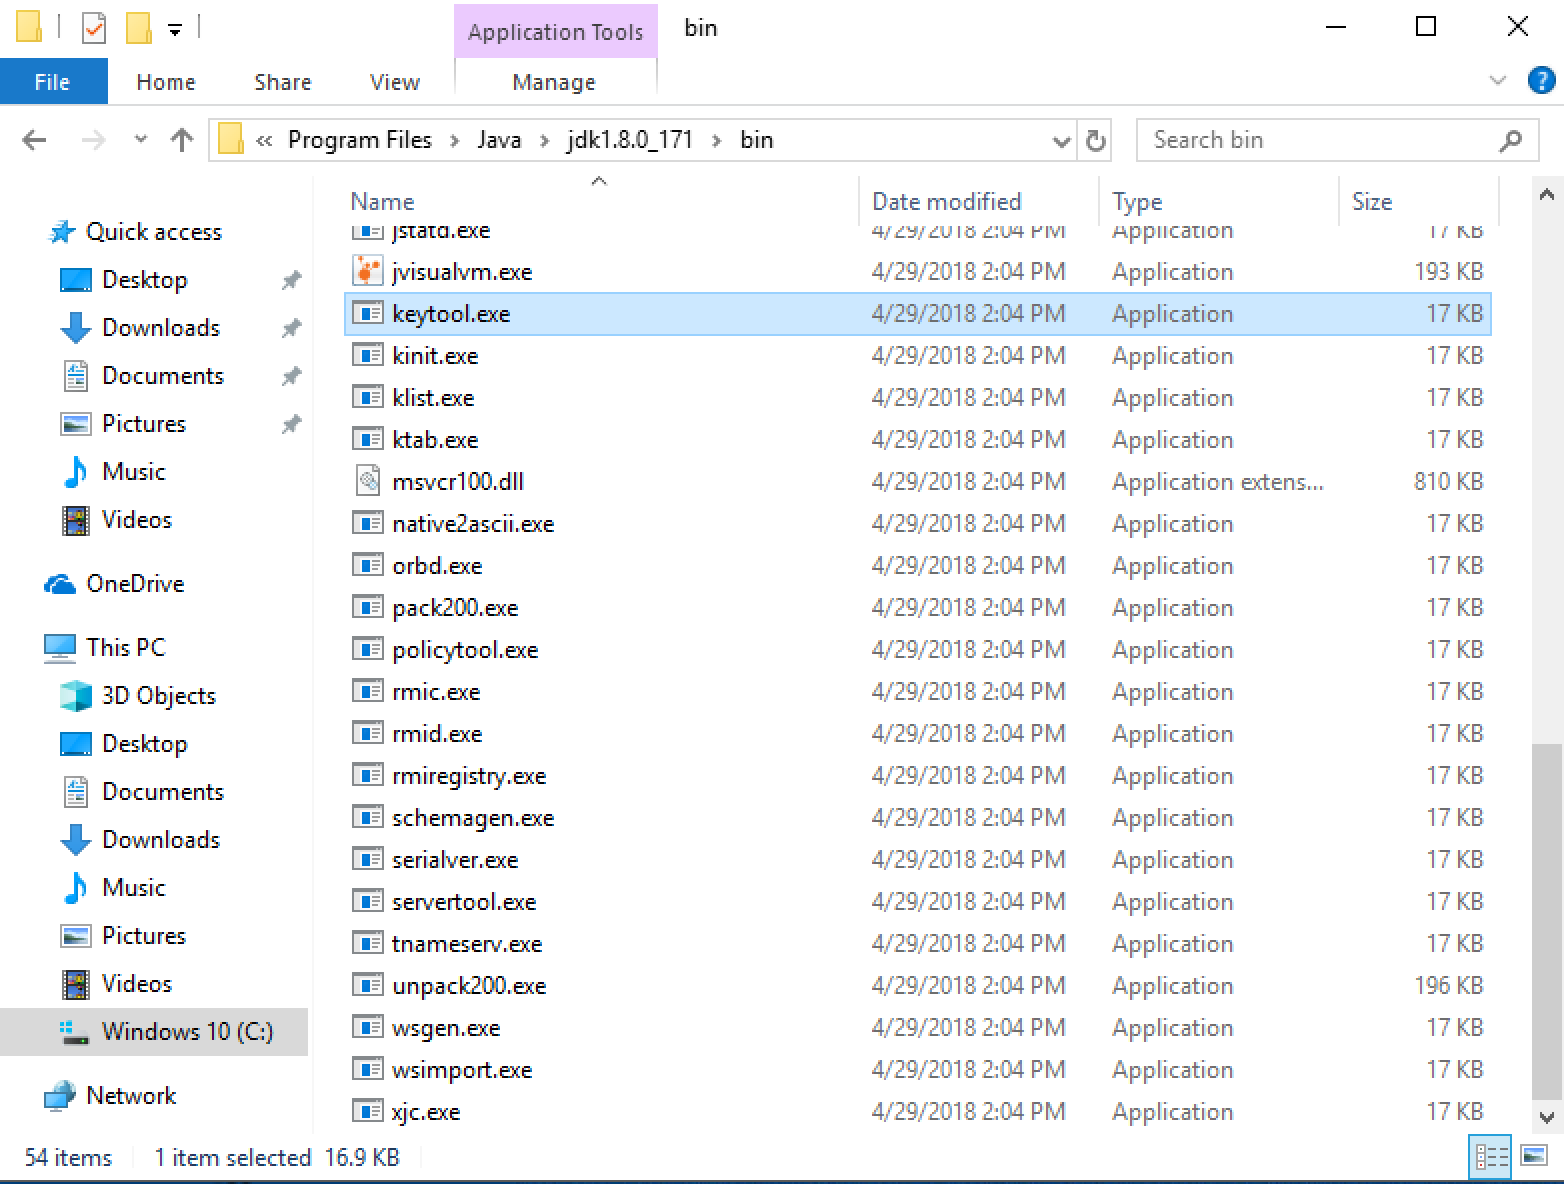 Application Tools bin
File Home Share View Manage
« Program Files > Java > jdk1.8.0_171 > bin Search bin
Name Date modified Type Size
Quick access
Desktop
Downloads
Documents
Pictures
Music
Videos
OneDrive
This PC
3D Objects
Desktop
Documents
Downloads
Music
Pictures
Videos
Windows 10 (C:)
Network
jstatd.exe 4/29/2018 2:04 PM Application 17 KB
jvisualvm.exe 4/29/2018 2:04 PM Application 193 KB
keytool.exe 4/29/2018 2:04 PM Application 17 KB
kinit.exe 4/29/2018 2:04 PM Application 17 KB
klist.exe 4/29/2018 2:04 PM Application 17 KB
ktab.exe 4/29/2018 2:04 PM Application 17 KB
msvcr100.dll 4/29/2018 2:04 PM Application extens... 810 KB
native2ascii.exe 4/29/2018 2:04 PM Application 17 KB
orbd.exe 4/29/2018 2:04 PM Application 17 KB
pack200.exe 4/29/2018 2:04 PM Application 17 KB
policytool.exe 4/29/2018 2:04 PM Application 17 KB
rmic.exe 4/29/2018 2:04 PM Application 17 KB
rmid.exe 4/29/2018 2:04 PM Application 17 KB
rmiregistry.exe 4/29/2018 2:04 PM Application 17 KB
schemagen.exe 4/29/2018 2:04 PM Application 17 KB
serialver.exe 4/29/2018 2:04 PM Application 17 KB
servertool.exe 4/29/2018 2:04 PM Application 17 KB
tnameserv.exe 4/29/2018 2:04 PM Application 17 KB
unpack200.exe 4/29/2018 2:04 PM Application 196 KB
wsgen.exe 4/29/2018 2:04 PM Application 17 KB
wsimport.exe 4/29/2018 2:04 PM Application 17 KB
xjc.exe 4/29/2018 2:04 PM Application 17 KB
54 items 1 item selected 16.9 KB